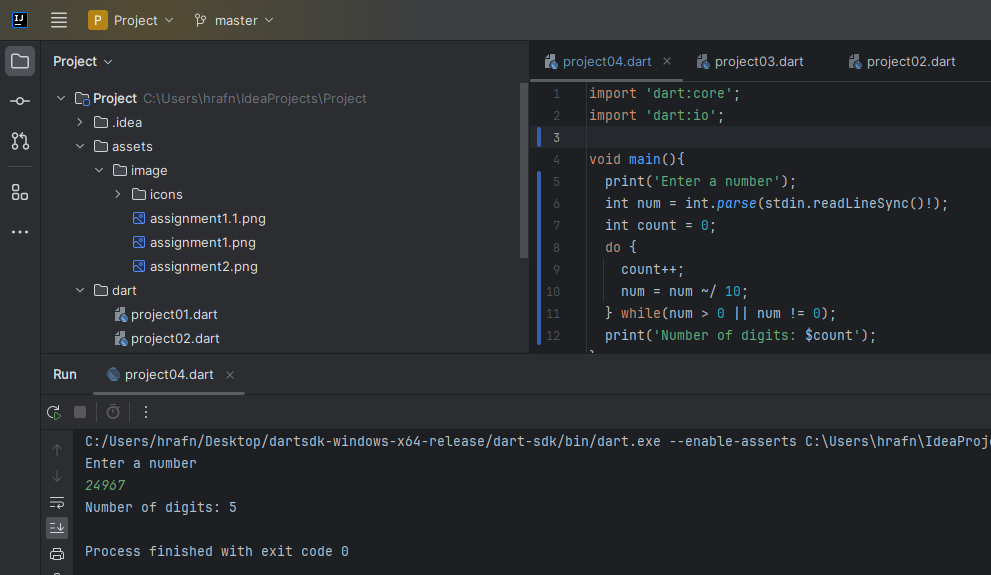 IJ
P Project
master
Project
Project C:\Users\hrafn\IdeaProjects\Project
.idea
assets
image
icons
assignment1.1.png
assignment1.png
assignment2.png
dart
project01.dart
project02.dart
project04.dart
project03.dart
project02.dart
1 import 'dart:core';
2 import 'dart:io';
3
4 void main(){
5 print('Enter a number');
6 int num = int.parse(stdin.readLineSync()!);
7 int count = 0;
8 do {
9 count++;
10 num = num ~/ 10;
11 } while(num > 0 || num != 0);
12 print('Number of digits: $count');
Run
project04.dart
C:/Users/hrafn/Desktop/dartsdk-windows-x64-release/dart-sdk/bin/dart.exe --enable-asserts C:\Users\hrafn\IdeaProj
Enter a number
24967
Number of digits: 5
Process finished with exit code 0